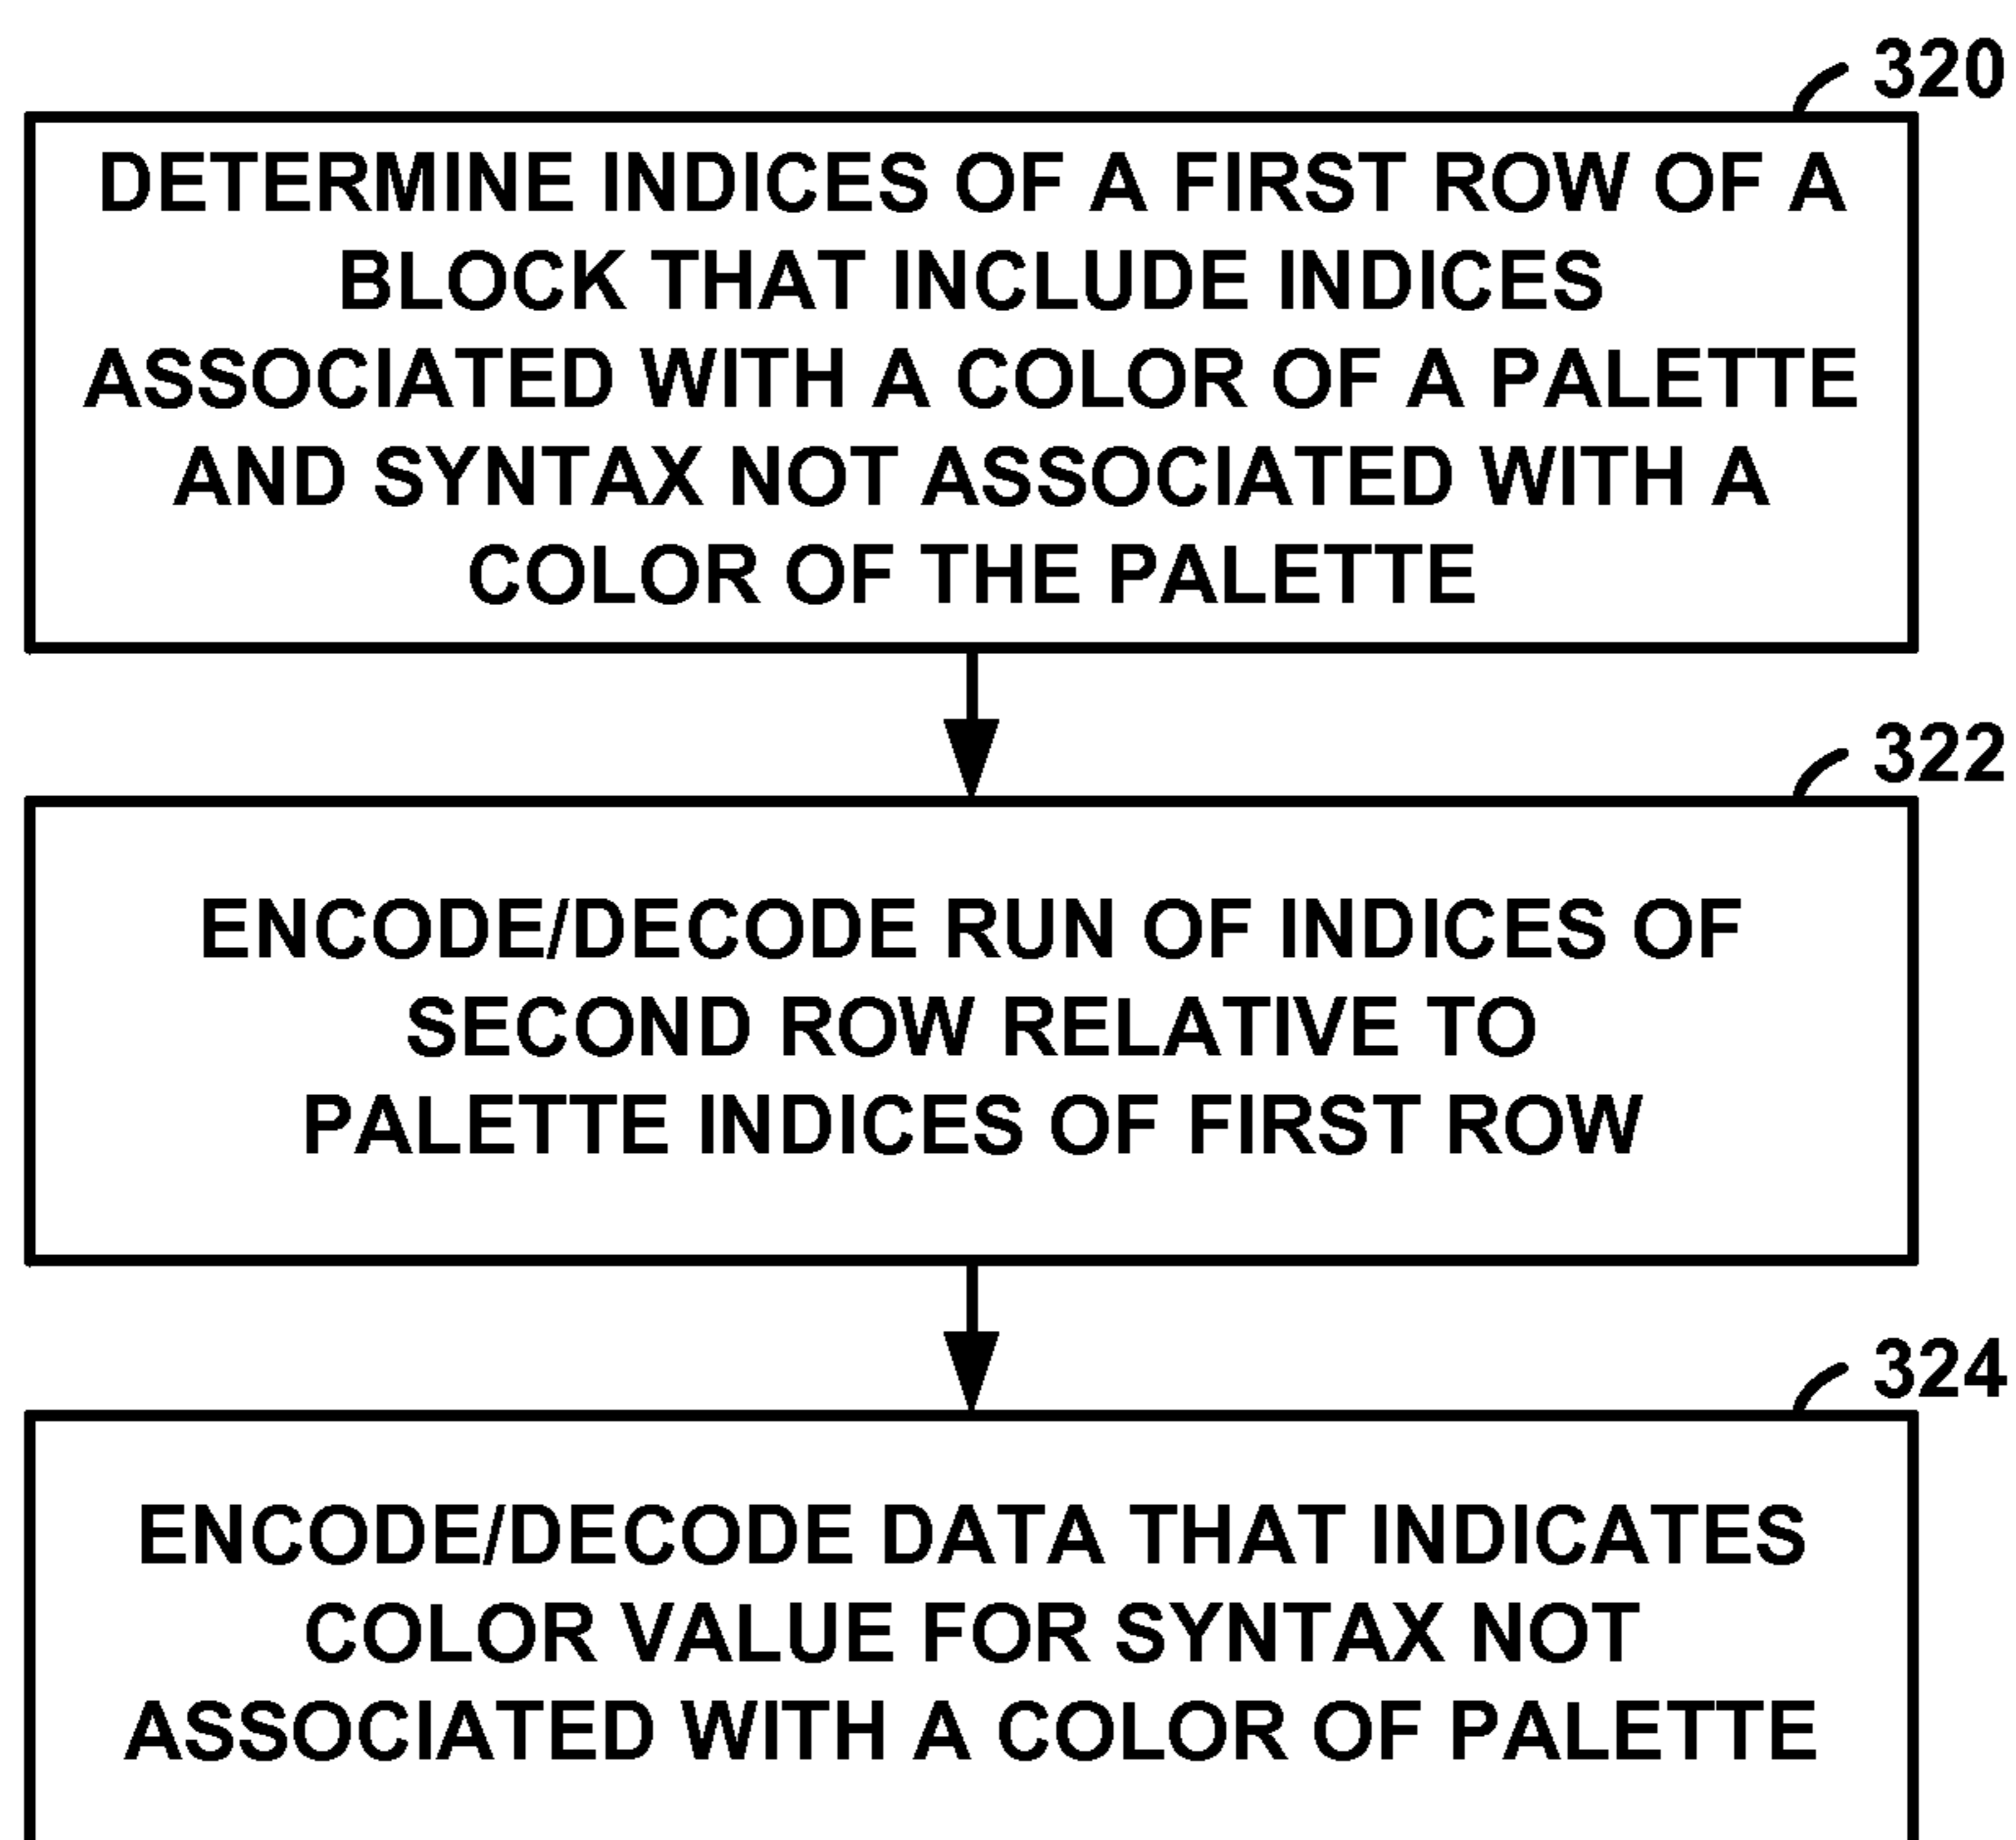 320
DETERMINE INDICES OF A FIRST ROW OF A
BLOCK THAT INCLUDE INDICES
ASSOCIATED WITH A COLOR OF A PALETTE
AND SYNTAX NOT ASSOCIATED WITH A
COLOR OF THE PALETTE
322
ENCODE/DECODE RUN OF INDICES OF
SECOND ROW RELATIVE TO
PALETTE INDICES OF FIRST ROW
324
ENCODE/DECODE DATA THAT INDICATES
COLOR VALUE FOR SYNTAX NOT
ASSOCIATED WITH A COLOR OF PALETTE